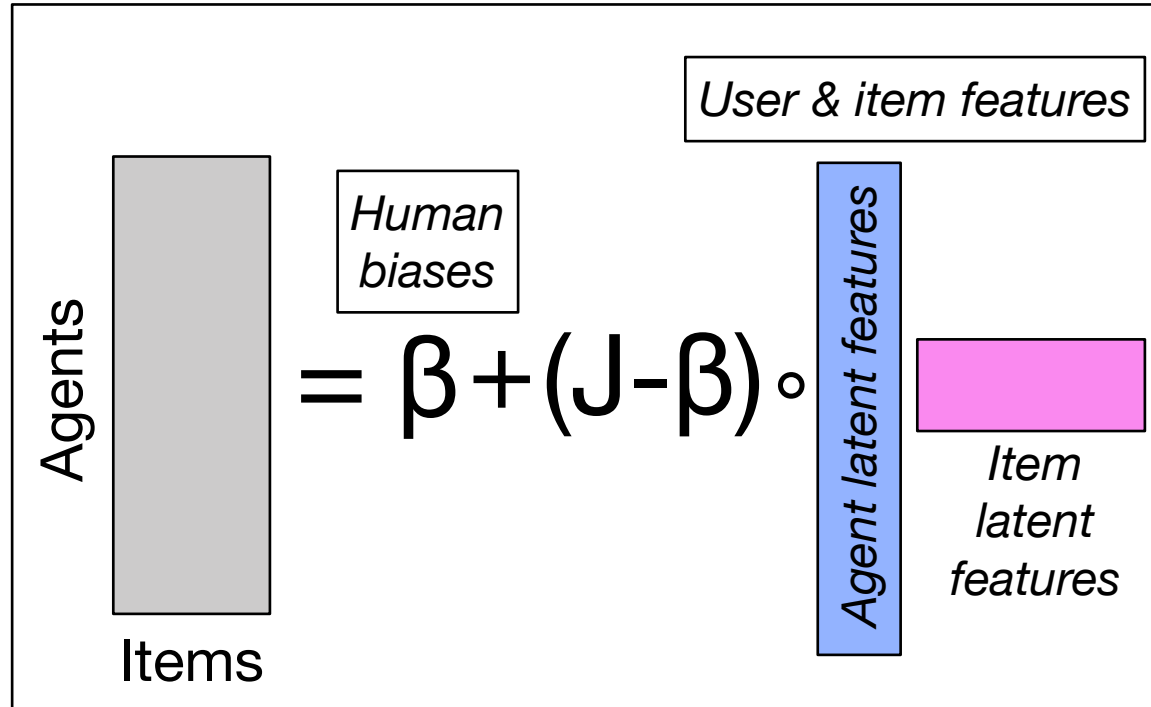 User & item features
Human
biases
Agents
= β+(J-β)∘
Agent latent features
Item
latent
features
Items